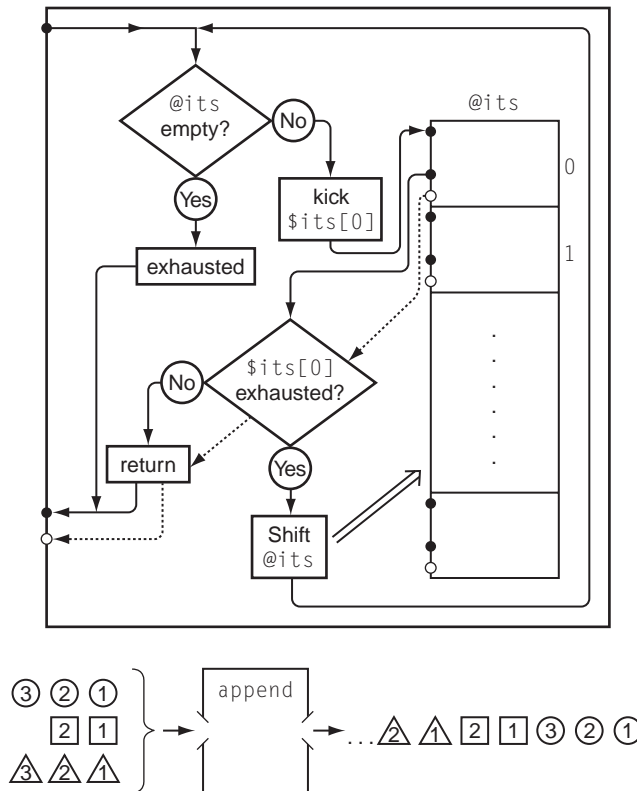 @its
empty?
No
@its
0
kick
$its[0]
Yes
1
exhausted
$its[0]
exhausted?
No
return
Yes
Shift
@its
3 2 1
append
2 1
... 2 1 2 1 3 2 1
3 2 1